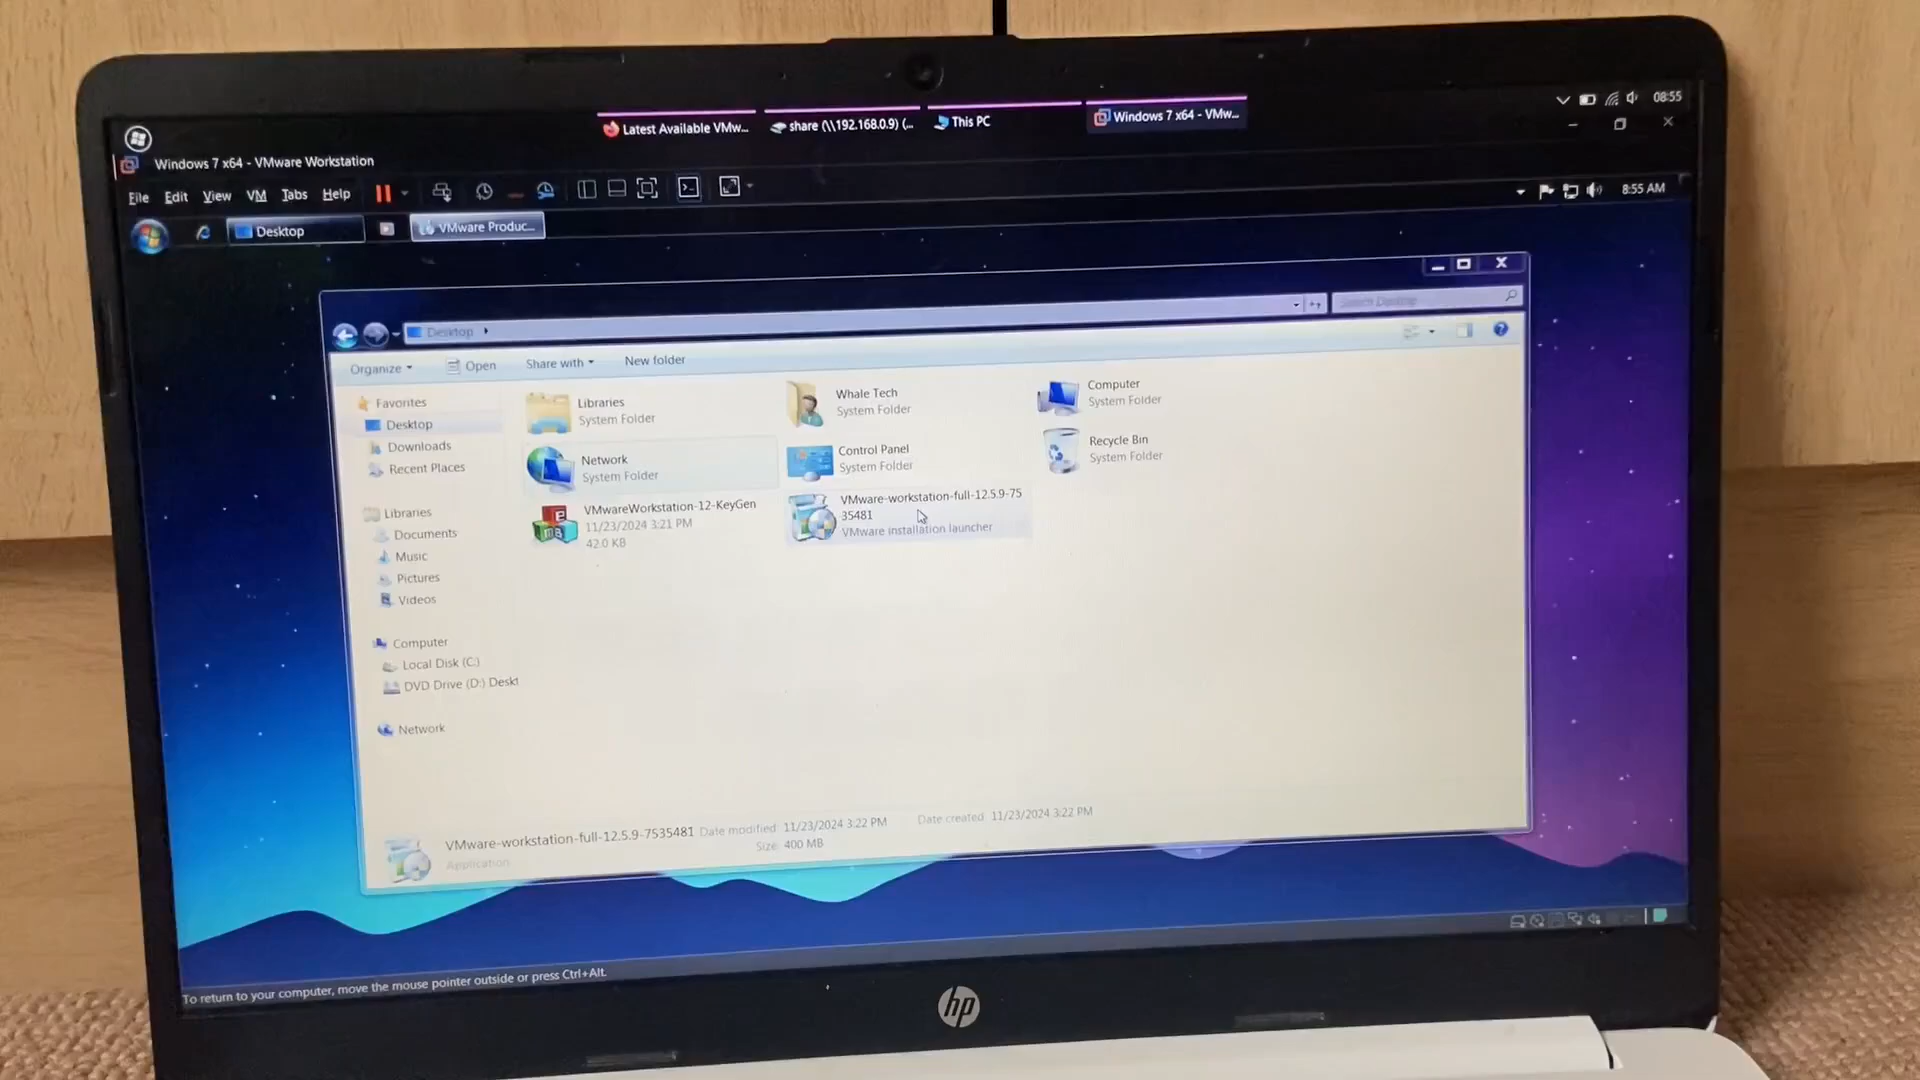 Latest Available VMw...
share (\\192.168.0.9) (...
This PC
Windows 7 x64 - VMw...
08:55
Windows 7 x64 - VMware Workstation
File Edit View VM Tabs Help
8:55 AM
Desktop
VMware Produc...
Desktop
Search Desktop
Organize
Open
Share with
New folder
Favorites
Desktop
Downloads
Recent Places
Libraries
Documents
Music
Pictures
Videos
Computer
Local Disk (C:)
DVD Drive (D:) Deskt
Network
Libraries
System Folder
Whale Tech
System Folder
Computer
System Folder
Network
System Folder
Control Panel
System Folder
Recycle Bin
System Folder
VMwareWorkstation-12-KeyGen
11/23/2024 3:21 PM
42.0 KB
VMware-workstation-full-12.5.9-75
35481
VMware installation launcher
VMware-workstation-full-12.5.9-7535481 Date modified: 11/23/2024 3:22 PM Date created: 11/23/2024 3:22 PM
Application
Size: 400 MB
To return to your computer, move the mouse pointer outside or press Ctrl+Alt.
hp